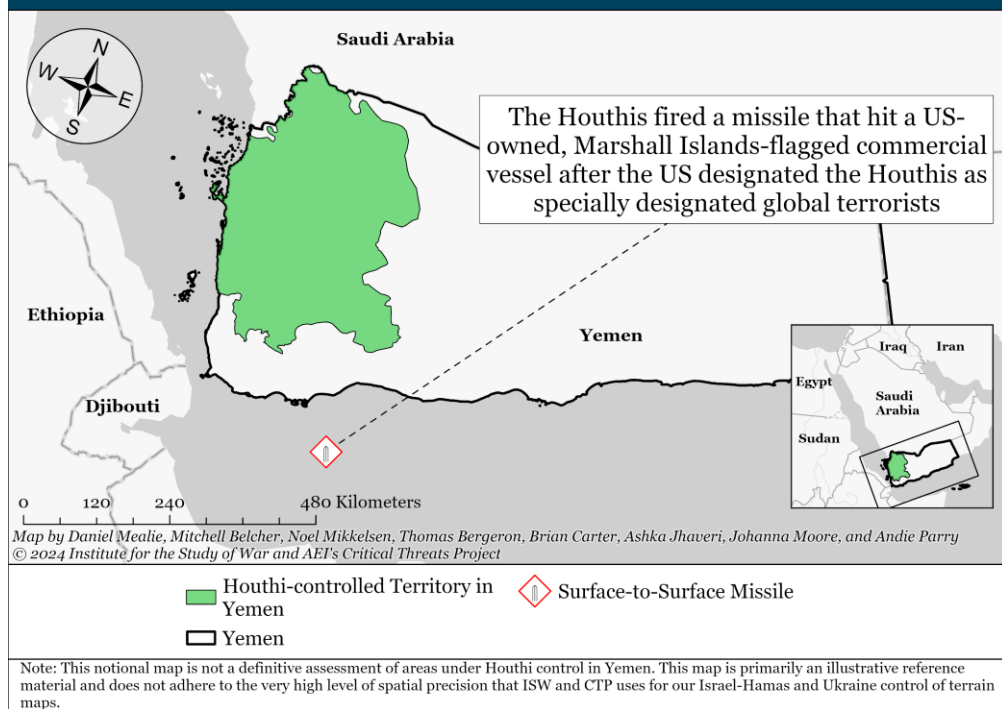 Saudi Arabia
N
W
E
S
The Houthis fired a missile that hit a US-
owned, Marshall Islands-flagged commercial
vessel after the US designated the Houthis as
specially designated global terrorists
Ethiopia
Yemen
Djibouti
Iraq
Iran
Egypt
Saudi
Arabia
Sudan
0 120 240 480 Kilometers
Map by Daniel Mealie, Mitchell Belcher, Noel Mikkelsen, Thomas Bergeron, Brian Carter, Ashka Jhaveri, Johanna Moore, and Andie Parry
© 2024 Institute for the Study of War and AEI's Critical Threats Project
Houthi-controlled Territory in
Yemen
Surface-to-Surface Missile
Yemen
Note: This notional map is not a definitive assessment of areas under Houthi control in Yemen. This map is primarily an illustrative reference
material and does not adhere to the very high level of spatial precision that ISW and CTP uses for our Israel-Hamas and Ukraine control of terrain
maps.